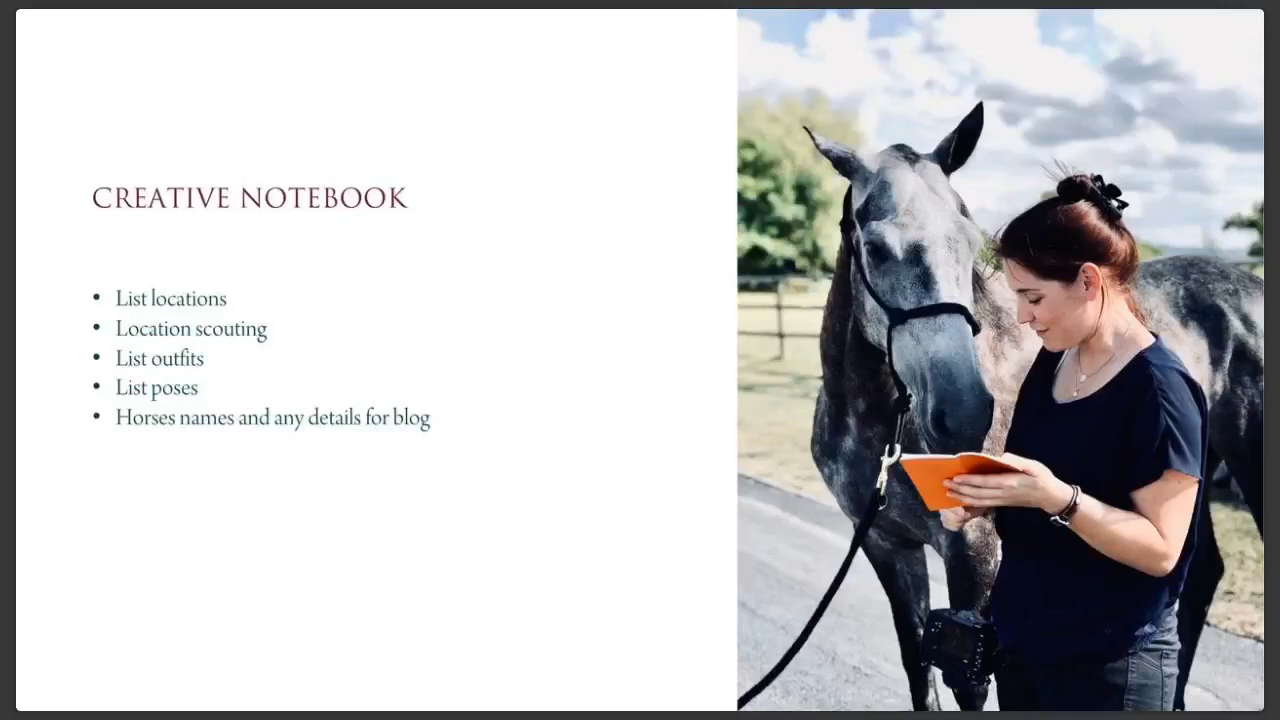 CREATIVE NOTEBOOK
• List locations
• Location scouting
• List outfits
• List poses
• Horses names and any details for blog